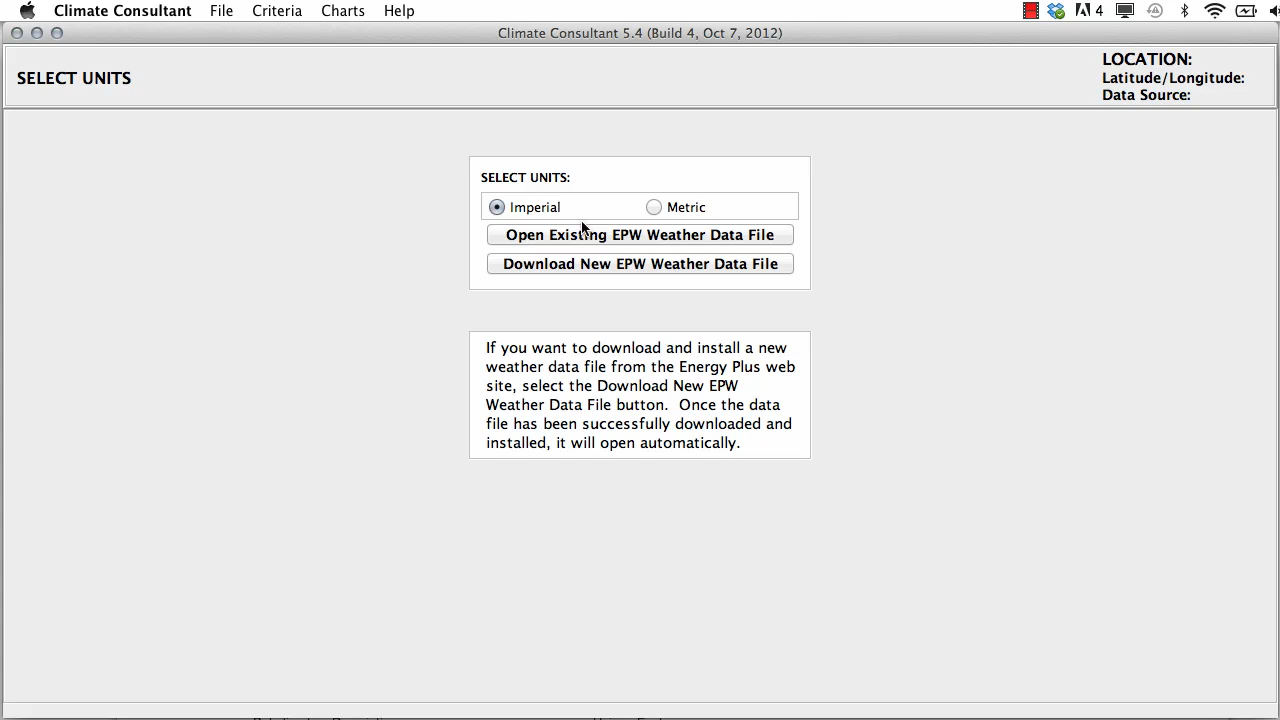 Climate Consultant File Criteria Charts Help 4
Climate Consultant 5.4 (Build 4, Oct 7, 2012)
SELECT UNITS
LOCATION:
Latitude/Longitude:
Data Source:
SELECT UNITS:
Imperial Metric
Open Existing EPW Weather Data File
Download New EPW Weather Data File
If you want to download and install a new
weather data file from the Energy Plus web
site, select the Download New EPW
Weather Data File button. Once the data
file has been successfully downloaded and
installed, it will open automatically.